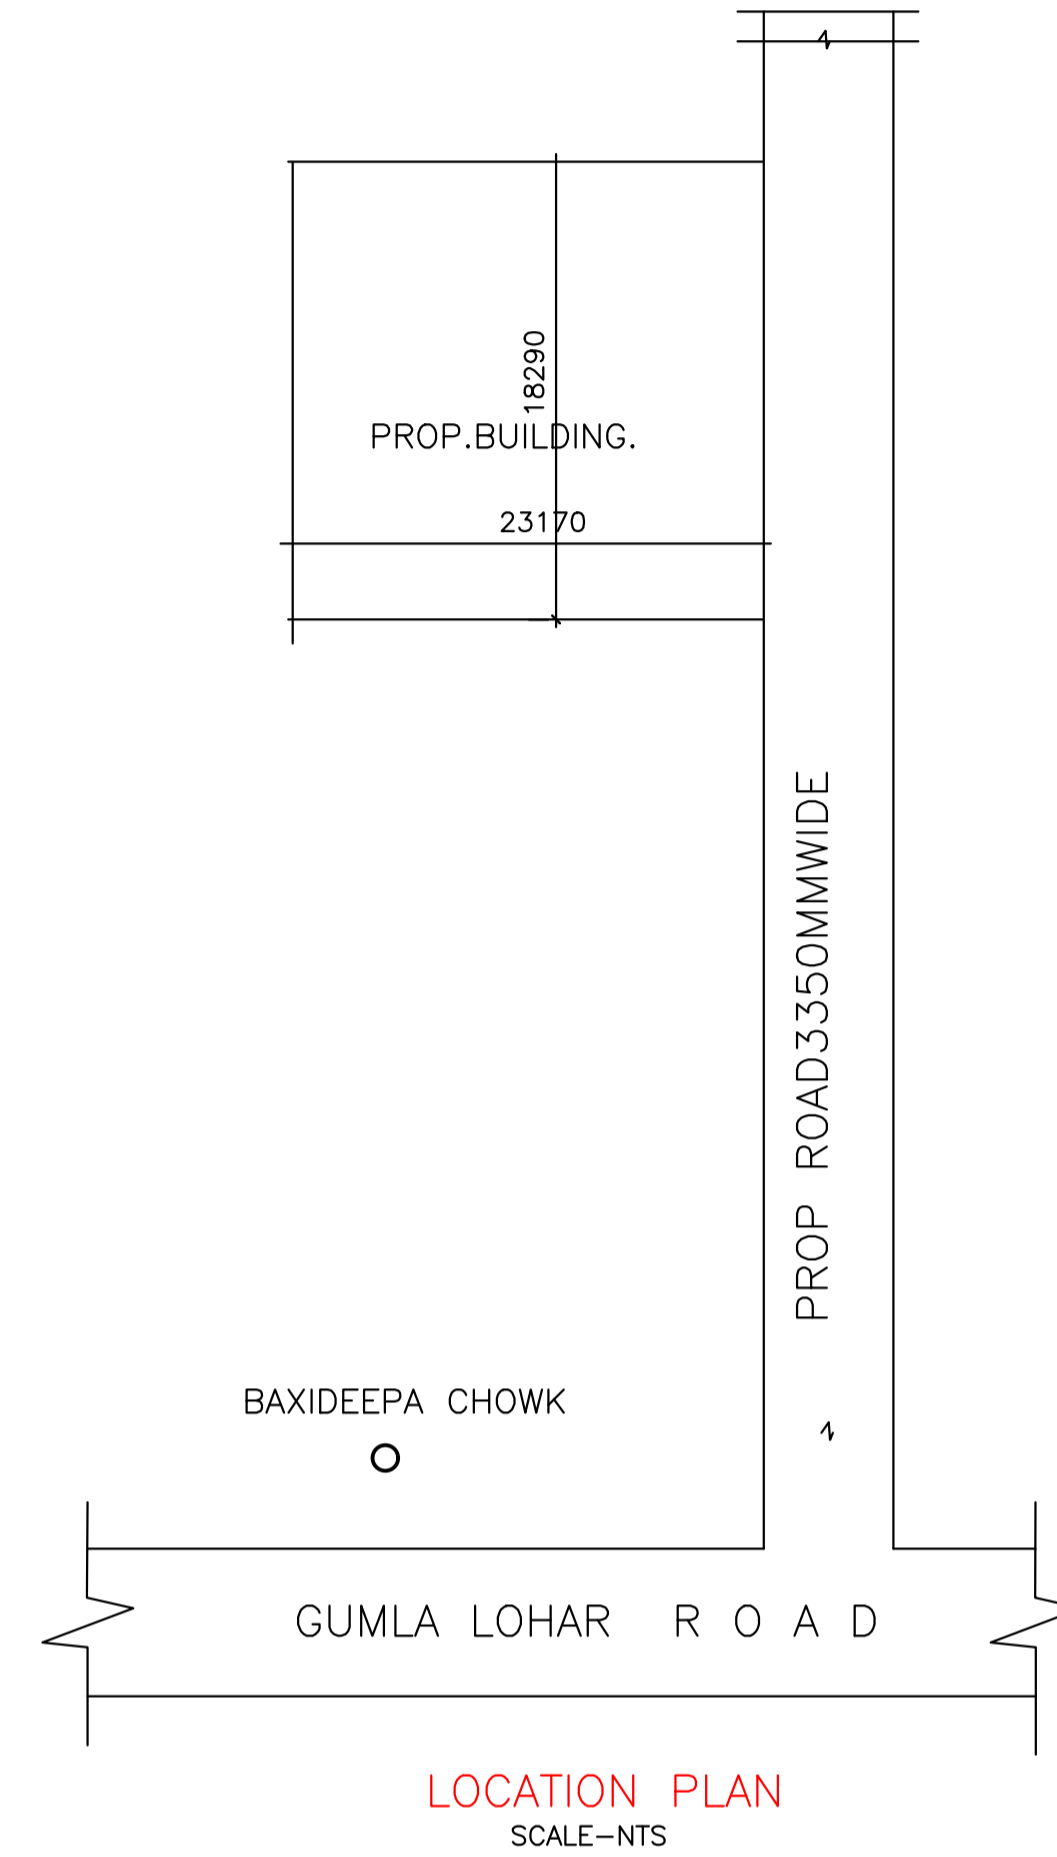 18290
PROP.BUILDING.
23170
PROP ROAD3350MMWIDE
BAXIDEEPA CHOWK
GUMLA LOHAR R O A D
LOCATION PLAN
SCALE-NTS